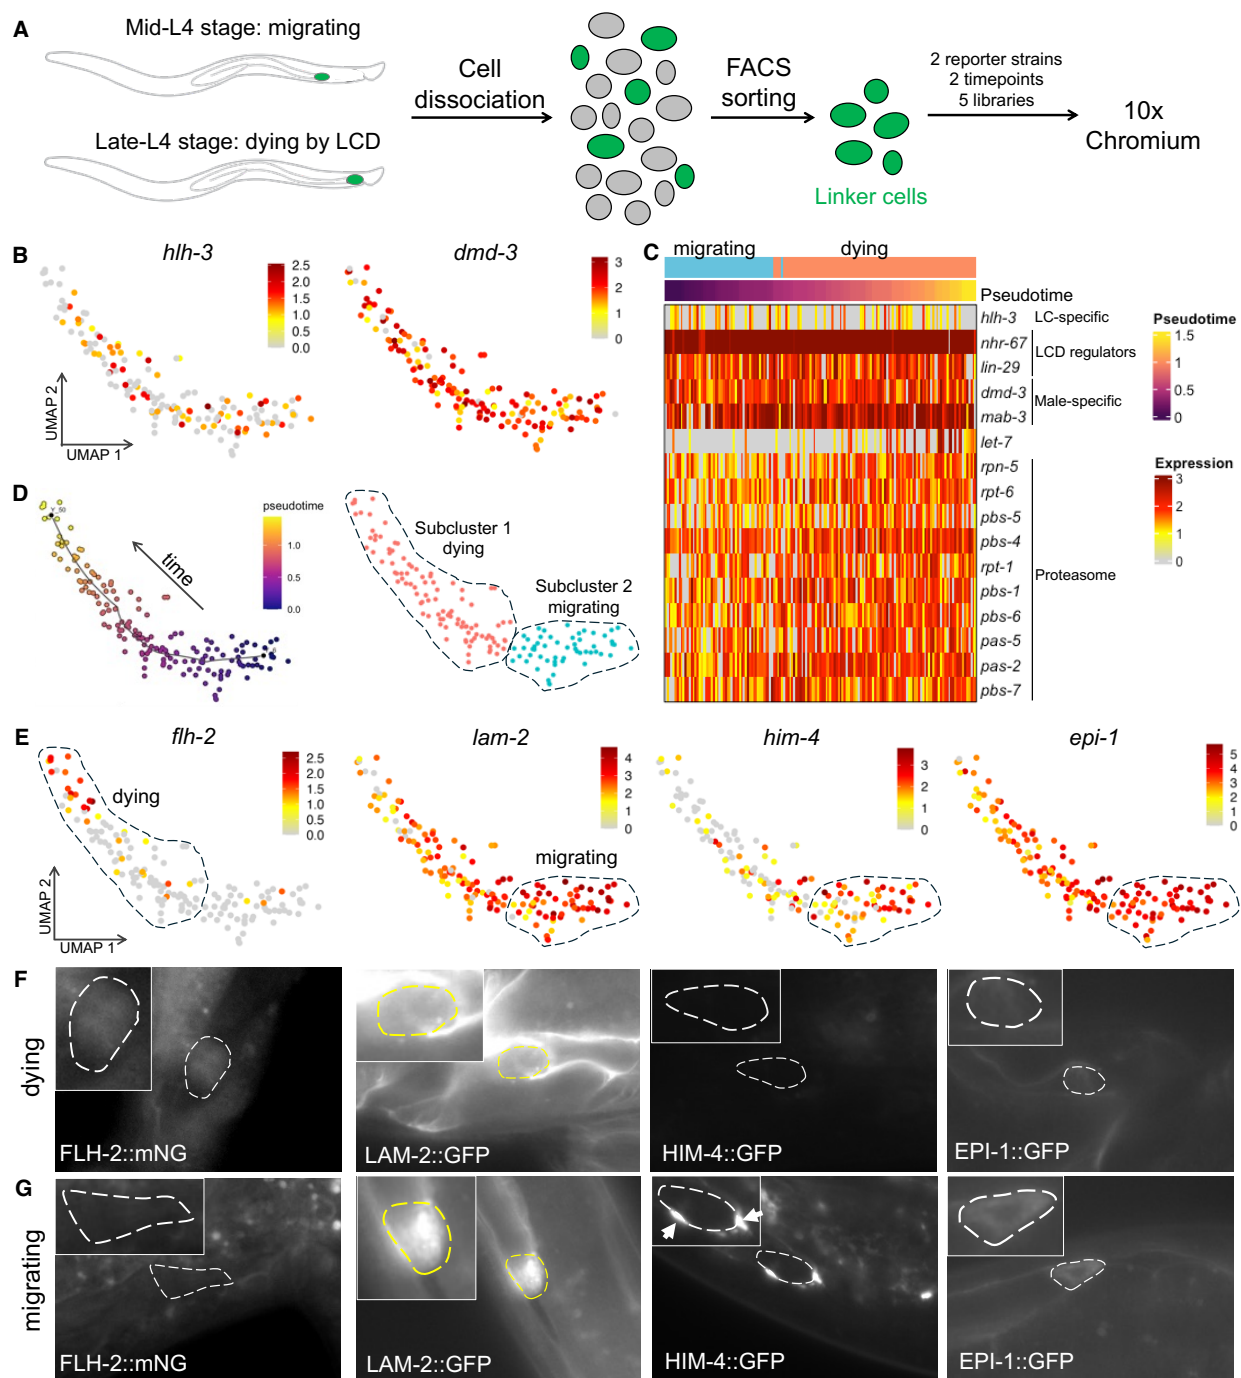 A
Mid-L4 stage: migrating
Late-L4 stage: dying by LCD
Cell
dissociation
FACS
sorting
Linker cells
2 reporter strains
2 timepoints
5 libraries
10x
Chromium
B
hlh-3
2.5
2.0
1.5
1.0
0.5
0.0
UMAP 2
UMAP 1
dmd-3
3
2
1
0
C
migrating
dying
Pseudotime
hlh-3
LC-specific
nhr-67
LCD regulators
lin-29
dmd-3
Male-specific
mab-3
let-7
rpn-5
rpt-6
pbs-5
pbs-4
rpt-1
Proteasome
pbs-1
pbs-6
pas-5
pas-2
pbs-7
Pseudotime
1.5
1.0
0.5
0
Expression
3
2
1
0
D
Y_50
time
pseudotime
1.0
0.5
0.0
Subcluster 1
dying
Subcluster 2
migrating
E
flh-2
2.5
2.0
1.5
1.0
0.5
0.0
dying
UMAP 2
UMAP 1
lam-2
4
3
2
1
0
migrating
him-4
3
2
1
0
epi-1
5
4
3
2
1
0
F
dying
FLH-2::mNG
LAM-2::GFP
HIM-4::GFP
EPI-1::GFP
G
migrating
FLH-2::mNG
LAM-2::GFP
HIM-4::GFP
EPI-1::GFP